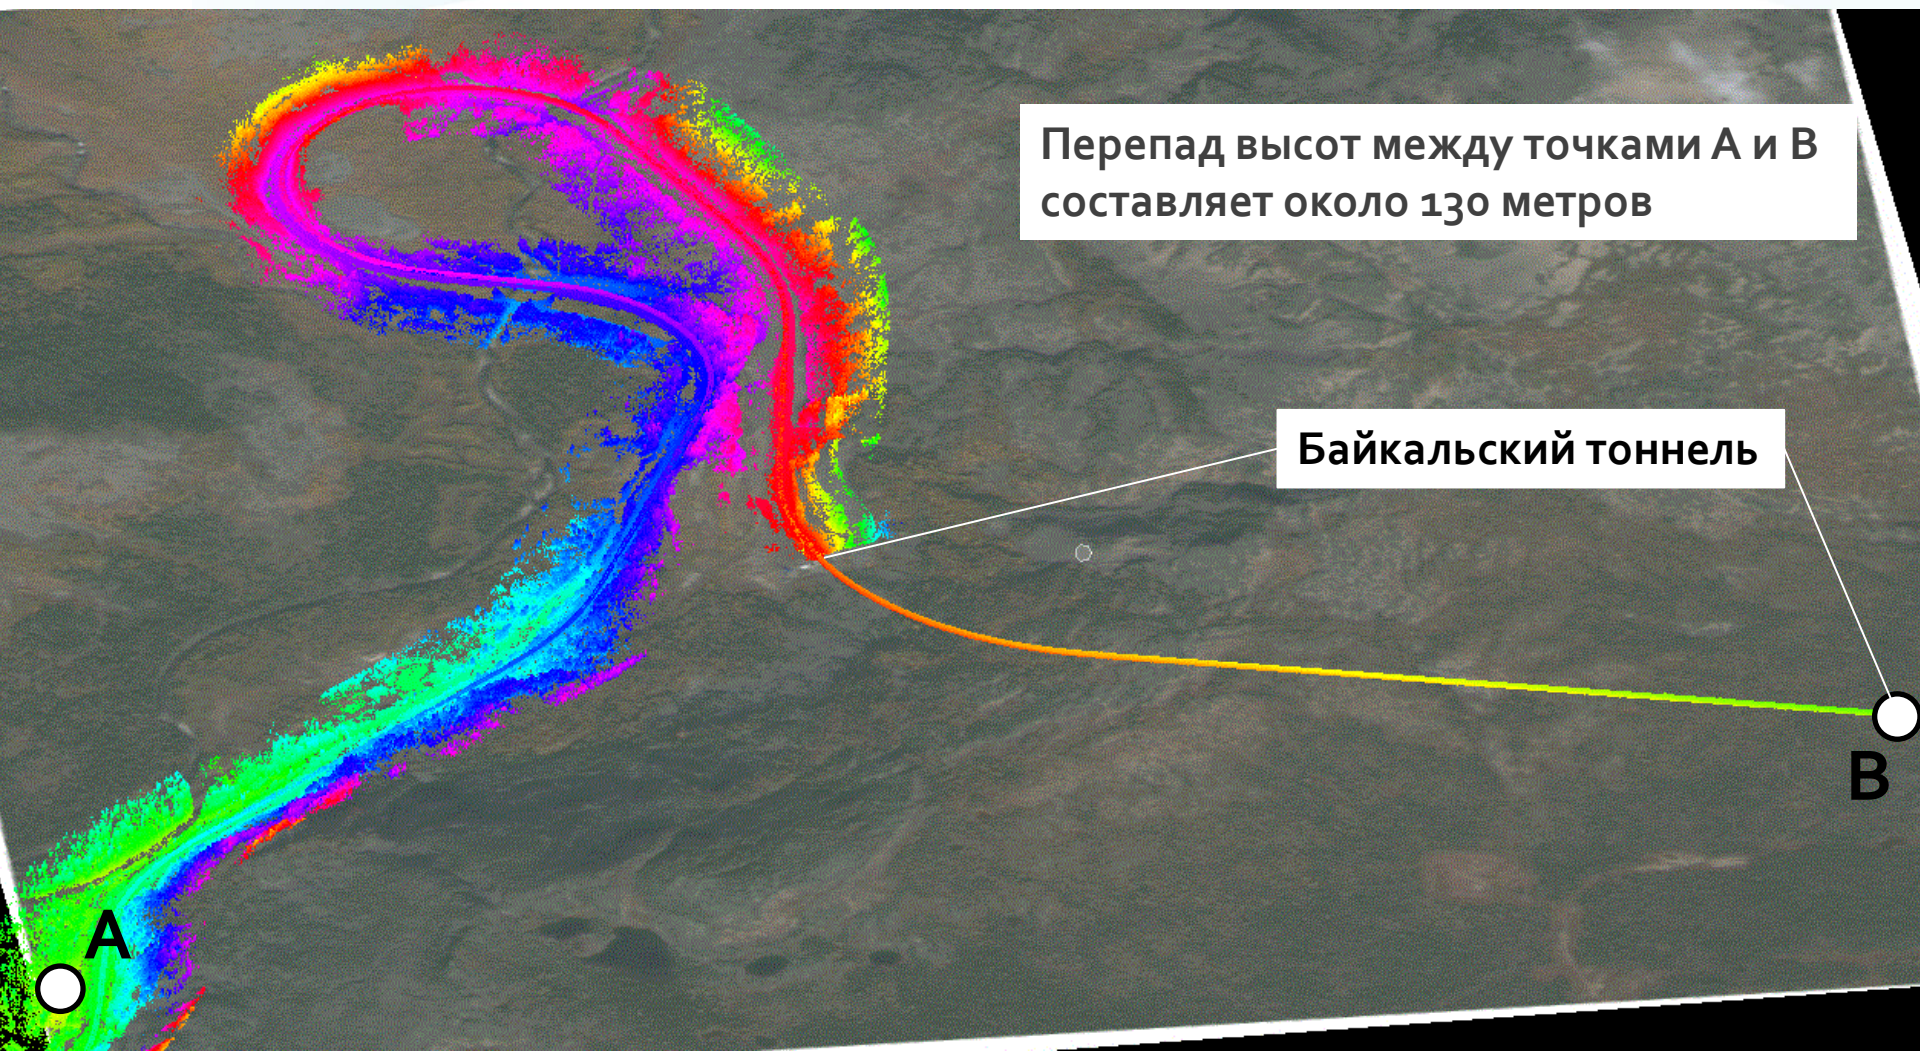 Перепад высот между точками А и В
составляет около 130 метров
Байкальский тоннель
В
А